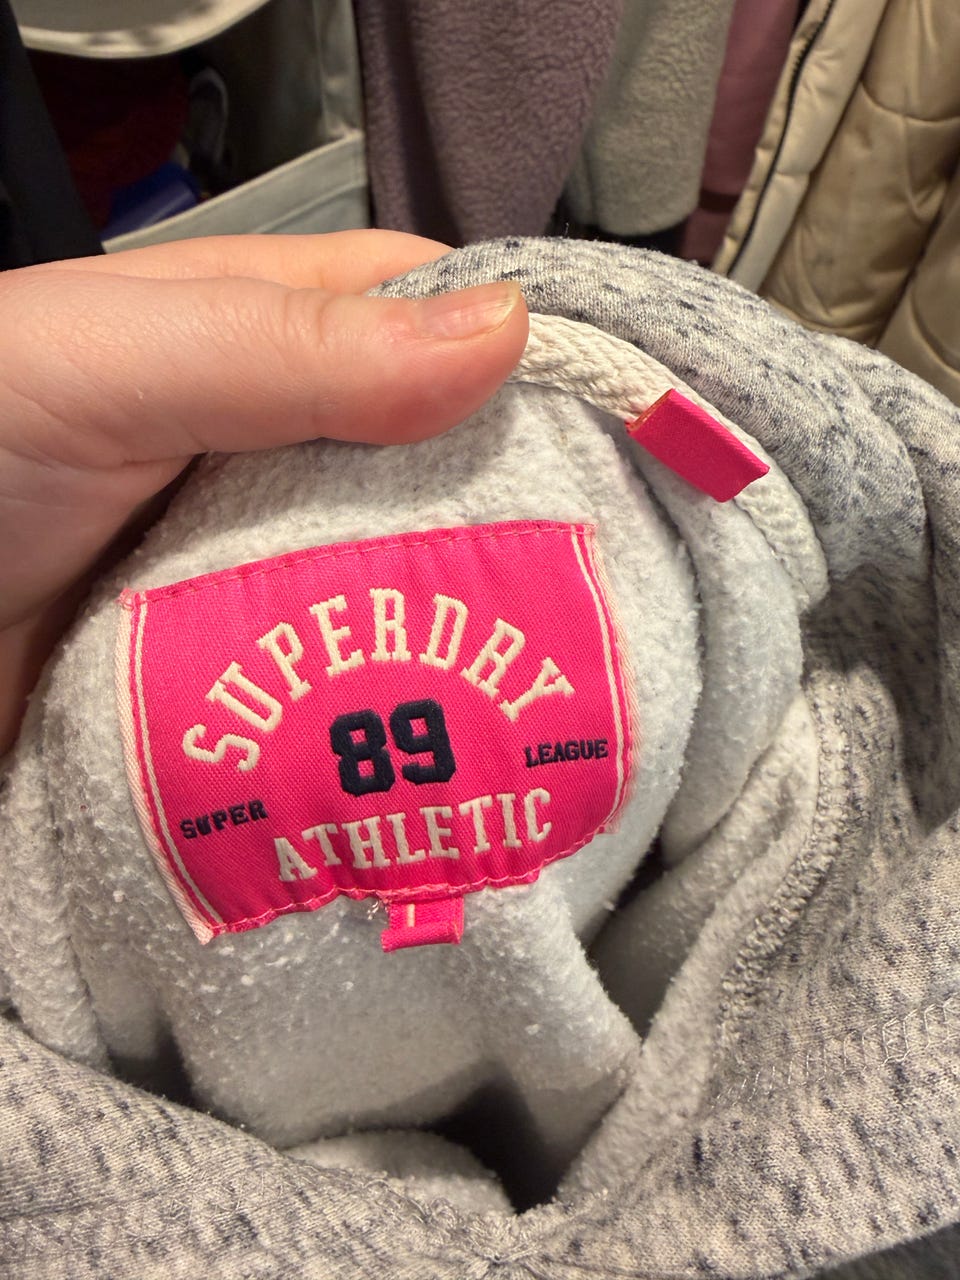 SUPERDRY
89
LEAGUE
SUPER
ATHLETIC